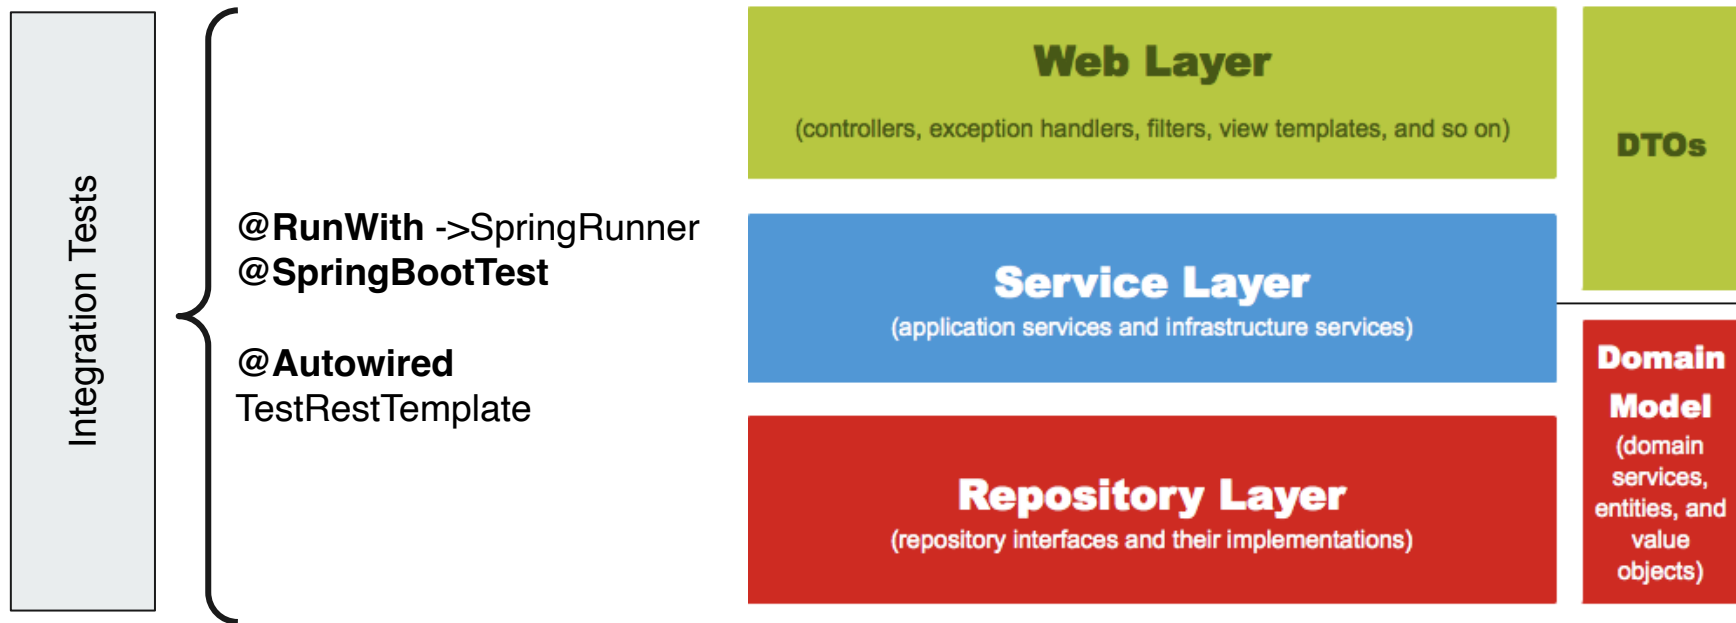 Integration Tests
@RunWith ->SpringRunner
@SpringBootTest
@Autowired
TestRestTemplate
Web Layer
(controllers, exception handlers, filters, view templates, and so on)
Service Layer
(application services and infrastructure services)
Repository Layer
(repository interfaces and their implementations)
DTOs
Domain
Model
(domain
services,
entities, and
value
objects)